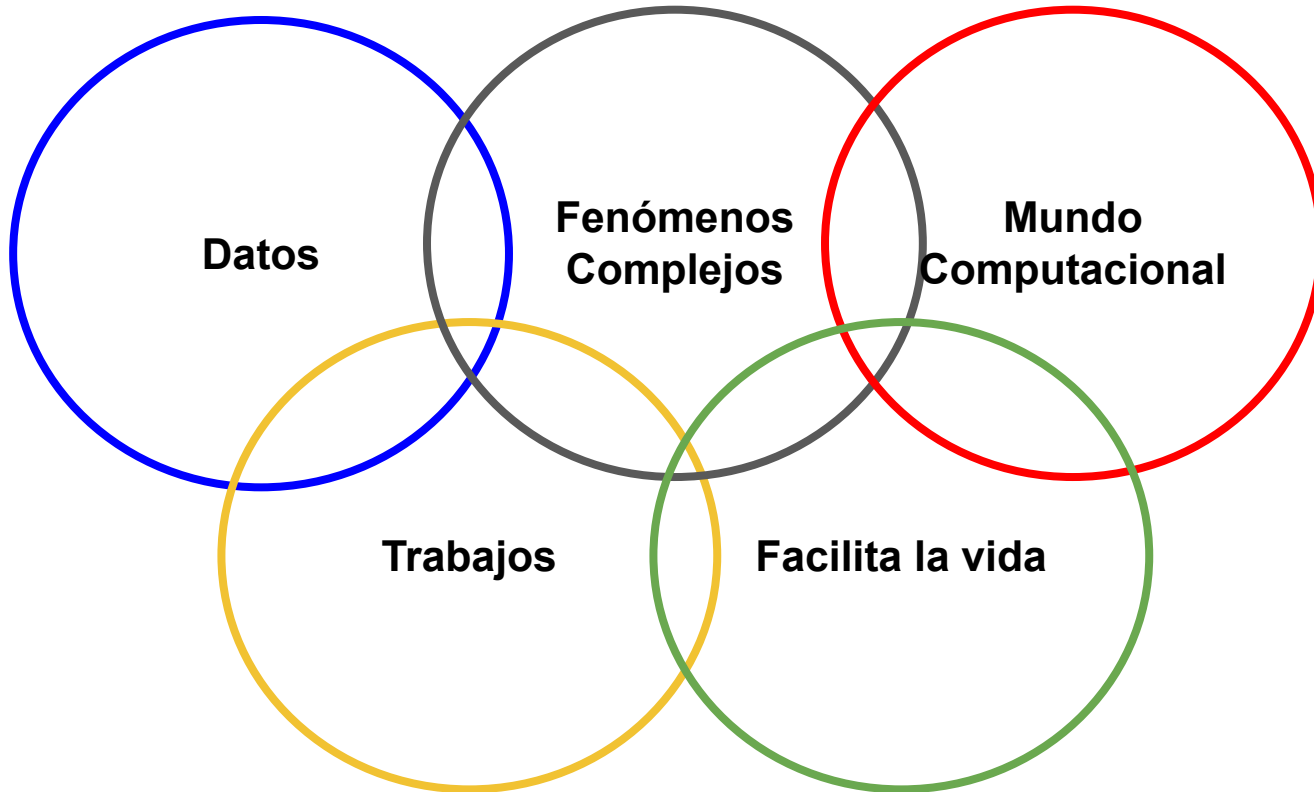 Datos
Fenómenos
Complejos
Mundo
Computacional
Trabajos
Facilita la vida